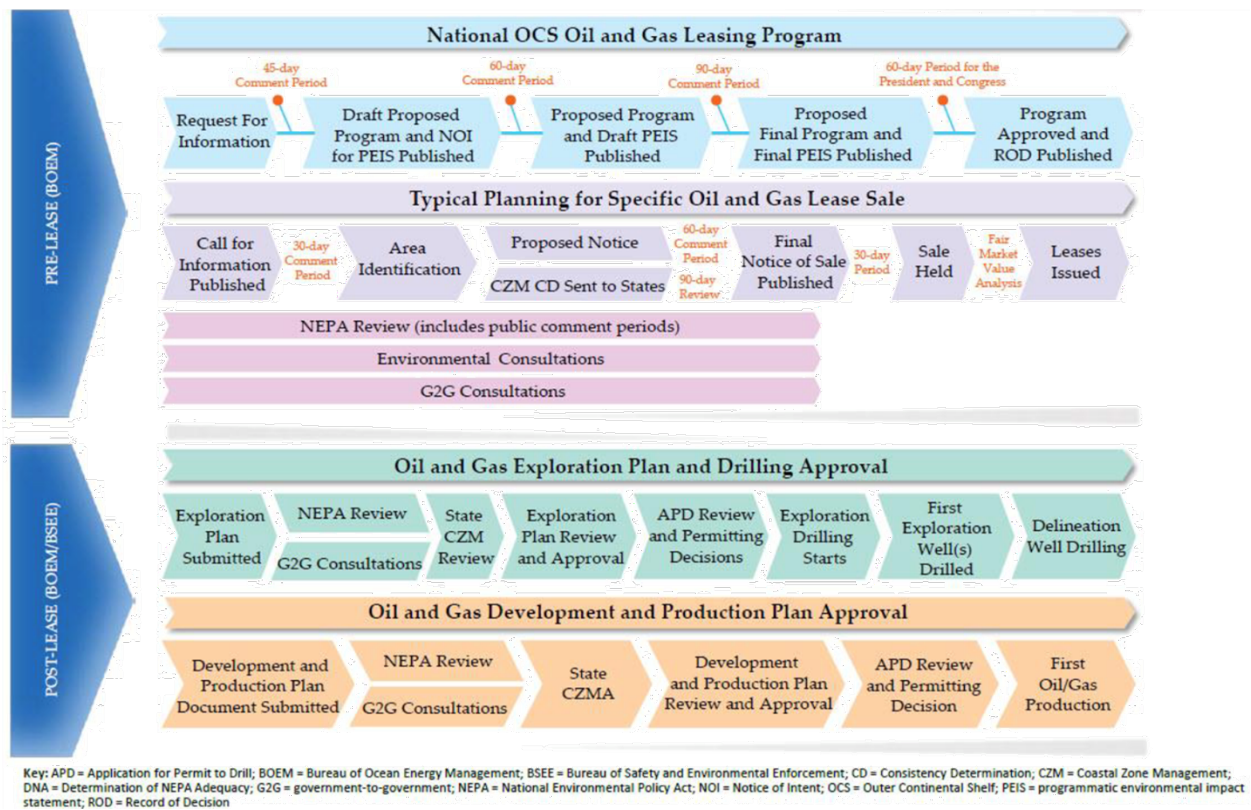 PRE-LEASE (BOEM)
National OCS Oil and Gas Leasing Program
45-day
Comment Period
60-day
Comment Period
90-day
Comment Period
60-day Period for the
President and Congress
Request For
Information
Draft Proposed
Program and NOI
for PEIS Published
Proposed Program
and Draft PEIS
Published
Proposed
Final Program and
Final PEIS Published
Program
Approved and
ROD Published
Typical Planning for Specific Oil and Gas Lease Sale
Call for
Information
Published
30-day
Comment
Period
Area
Identification
Proposed Notice
CZM CD Sent to States
60-day
Comment
Period
90-day
Review
Final
Notice of Sale
Published
30-day
Period
Sale
Held
Fair
Market
Value
Analysis
Leases
Issued
NEPA Review (includes public comment periods)
Environmental Consultations
G2G Consultations
POST-LEASE (BOEM/BSEE)
Oil and Gas Exploration Plan and Drilling Approval
Exploration
Plan
Submitted
NEPA Review
G2G Consultations
State
CZM
Review
Exploration
Plan Review
and Approval
APD Review
and Permitting
Decisions
Exploration
Drilling
Starts
First
Exploration
Well(s)
Drilled
Delineation
Well Drilling
Oil and Gas Development and Production Plan Approval
Development and
Production Plan
Document Submitted
NEPA Review
G2G Consultations
State
CZMA
Development
and Production Plan
Review and Approval
APD Review
and Permitting
Decision
First
Oil/Gas
Production
Key: APD = Application for Permit to Drill; BOEM = Bureau of Ocean Energy Management; BSEE = Bureau of Safety and Environmental Enforcement; CD = Consistency Determination; CZM = Coastal Zone Management;
DNA = Determination of NEPA Adequacy; G2G = government-to-government; NEPA = National Environmental Policy Act; NOI = Notice of Intent; OCS = Outer Continental Shelf; PEIS = programmatic environmental impact
statement; ROD = Record of Decision